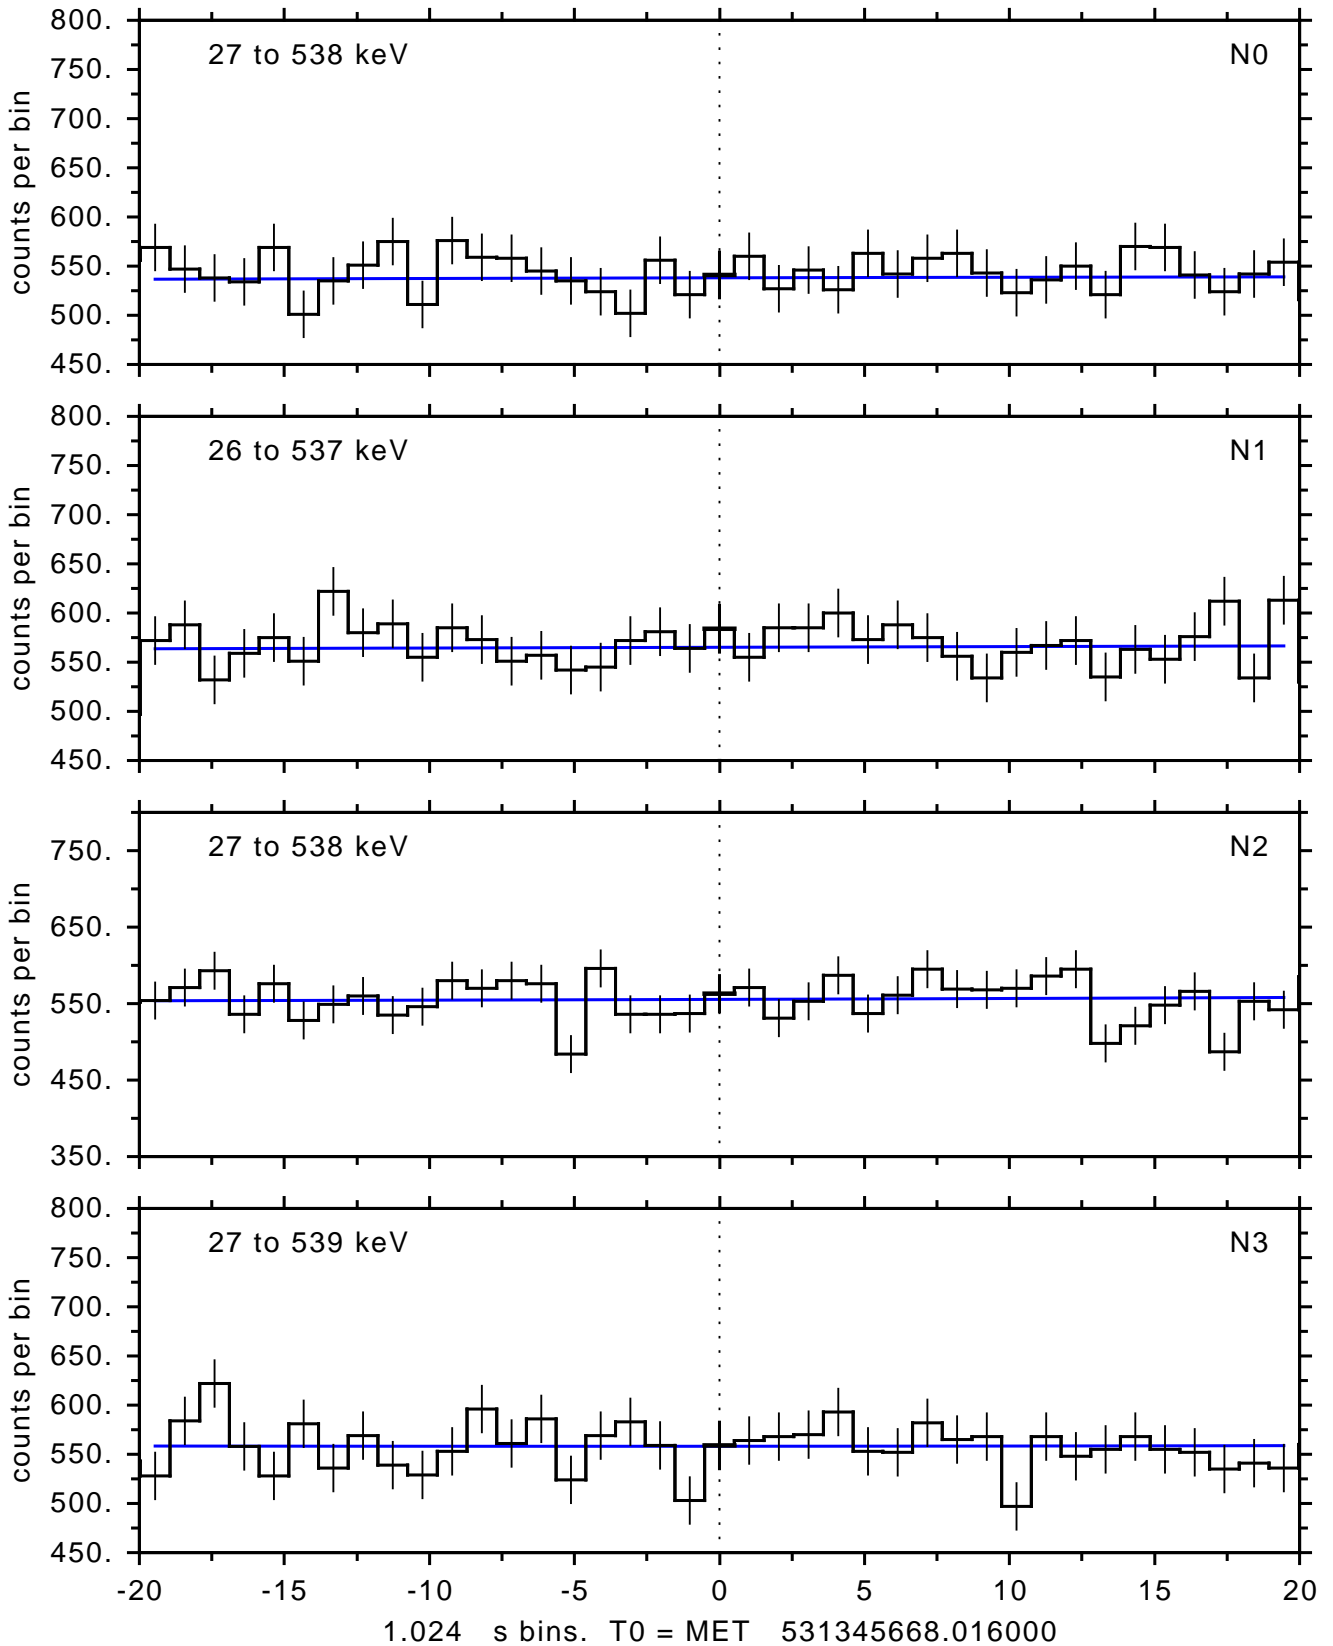 800.
27 to 538 keV N0
750.
700.
650.
600.
550.
500.
450.
counts per bin
800.
26 to 537 keV N1
750.
700.
650.
600.
550.
500.
450.
counts per bin
27 to 538 keV N2
750.
650.
550.
450.
350.
counts per bin
800.
27 to 539 keV N3
750.
700.
650.
600.
550.
500.
450.
counts per bin
-20 -15 -10 -5 0 5 10 15 20
1.024 s bins. T0 = MET 531345668.016000